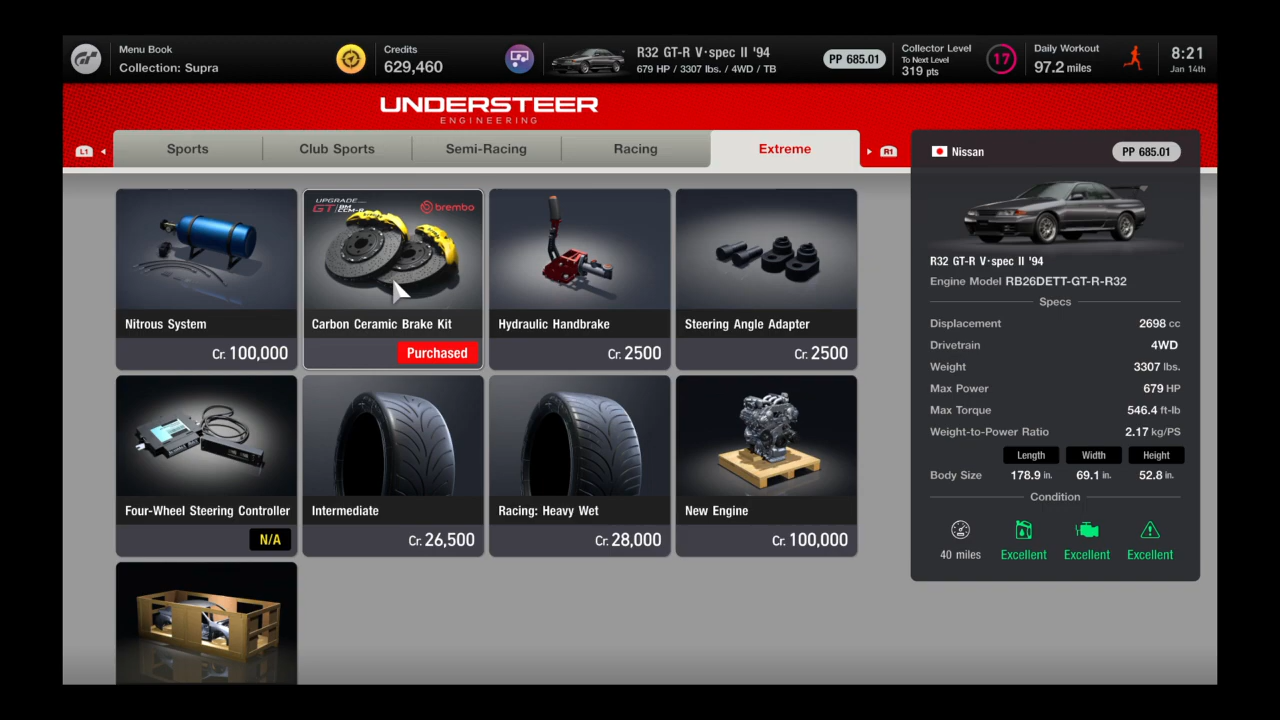 Menu Book
Collection: Supra
Credits
629,460
R32 GT-R V·spec II '94
679 HP / 3307 lbs. / 4WD / TB
PP 685.01
Collector Level
To Next Level
319 pts
17
Daily Workout
97.2 miles
8:21
Jan 14th
UNDERSTEER
ENGINEERING
L1
Sports
Club Sports
Semi-Racing
Racing
Extreme
R1
Nitrous System
Cr. 100,000
UPGRADE
GT BM CCM-R
brembo
Carbon Ceramic Brake Kit
Purchased
Hydraulic Handbrake
Cr. 2500
Steering Angle Adapter
Cr. 2500
Four-Wheel Steering Controller
N/A
Intermediate
Cr. 26,500
Racing: Heavy Wet
Cr. 28,000
New Engine
Cr. 100,000
Nissan
PP 685.01
R32 GT-R V·spec II '94
Engine Model RB26DETT-GT-R-R32
Specs
Displacement 2698 cc
Drivetrain 4WD
Weight 3307 lbs.
Max Power 679 HP
Max Torque 546.4 ft-lb
Weight-to-Power Ratio 2.17 kg/PS
Length Width Height
Body Size 178.9 in. 69.1 in. 52.8 in.
Condition
40 miles Excellent Excellent Excellent